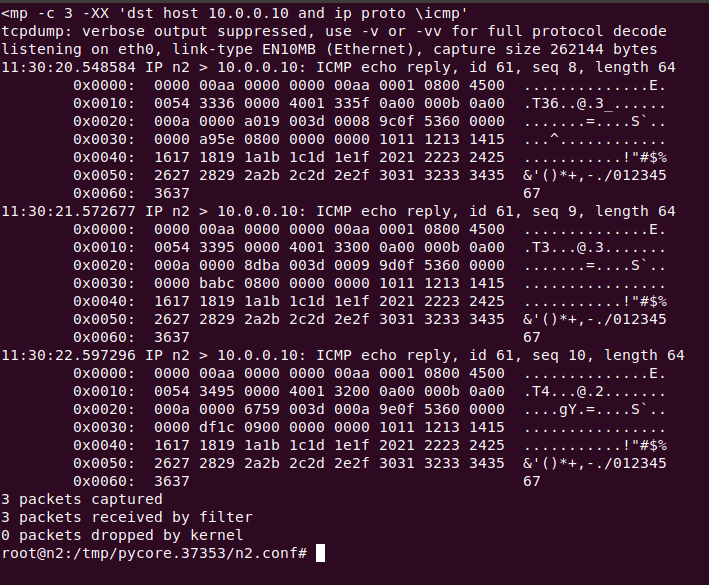 <mp -c 3 -XX 'dst host 10.0.0.10 and ip proto \icmp'
tcpdump: verbose output suppressed, use -v or -vv for full protocol decode
listening on eth0, link-type EN10MB (Ethernet), capture size 262144 bytes
11:30:20.548584 IP n2 > 10.0.0.10: ICMP echo reply, id 61, seq 8, length 64
        0x0000:  0000 00aa 0000 0000 00aa 0001 0800 4500  ..............E.
        0x0010:  0054 3336 0000 4001 335f 0a00 000b 0a00  .T36..@.3_......
        0x0020:  000a 0000 a019 003d 0008 9c0f 5360 0000  .......=....S`..
        0x0030:  0000 a95e 0800 0000 0000 1011 1213 1415  ...^............
        0x0040:  1617 1819 1a1b 1c1d 1e1f 2021 2223 2425  ...........!"#$%
        0x0050:  2627 2829 2a2b 2c2d 2e2f 3031 3233 3435  &'()*+,-./012345
        0x0060:  3637                                     67
11:30:21.572677 IP n2 > 10.0.0.10: ICMP echo reply, id 61, seq 9, length 64
        0x0000:  0000 00aa 0000 0000 00aa 0001 0800 4500  ..............E.
        0x0010:  0054 3395 0000 4001 3300 0a00 000b 0a00  .T3...@.3.......
        0x0020:  000a 0000 8dba 003d 0009 9d0f 5360 0000  .......=....S`..
        0x0030:  0000 babc 0800 0000 0000 1011 1213 1415  ................
        0x0040:  1617 1819 1a1b 1c1d 1e1f 2021 2223 2425  ...........!"#$%
        0x0050:  2627 2829 2a2b 2c2d 2e2f 3031 3233 3435  &'()*+,-./012345
        0x0060:  3637                                     67
11:30:22.597296 IP n2 > 10.0.0.10: ICMP echo reply, id 61, seq 10, length 64
        0x0000:  0000 00aa 0000 0000 00aa 0001 0800 4500  ..............E.
        0x0010:  0054 3495 0000 4001 3200 0a00 000b 0a00  .T4...@.2.......
        0x0020:  000a 0000 6759 003d 000a 9e0f 5360 0000  ....gY.=....S`..
        0x0030:  0000 df1c 0900 0000 0000 1011 1213 1415  ................
        0x0040:  1617 1819 1a1b 1c1d 1e1f 2021 2223 2425  ...........!"#$%
        0x0050:  2627 2829 2a2b 2c2d 2e2f 3031 3233 3435  &'()*+,-./012345
        0x0060:  3637                                     67
3 packets captured
3 packets received by filter
0 packets dropped by kernel
root@n2:/tmp/pycore.37353/n2.conf#